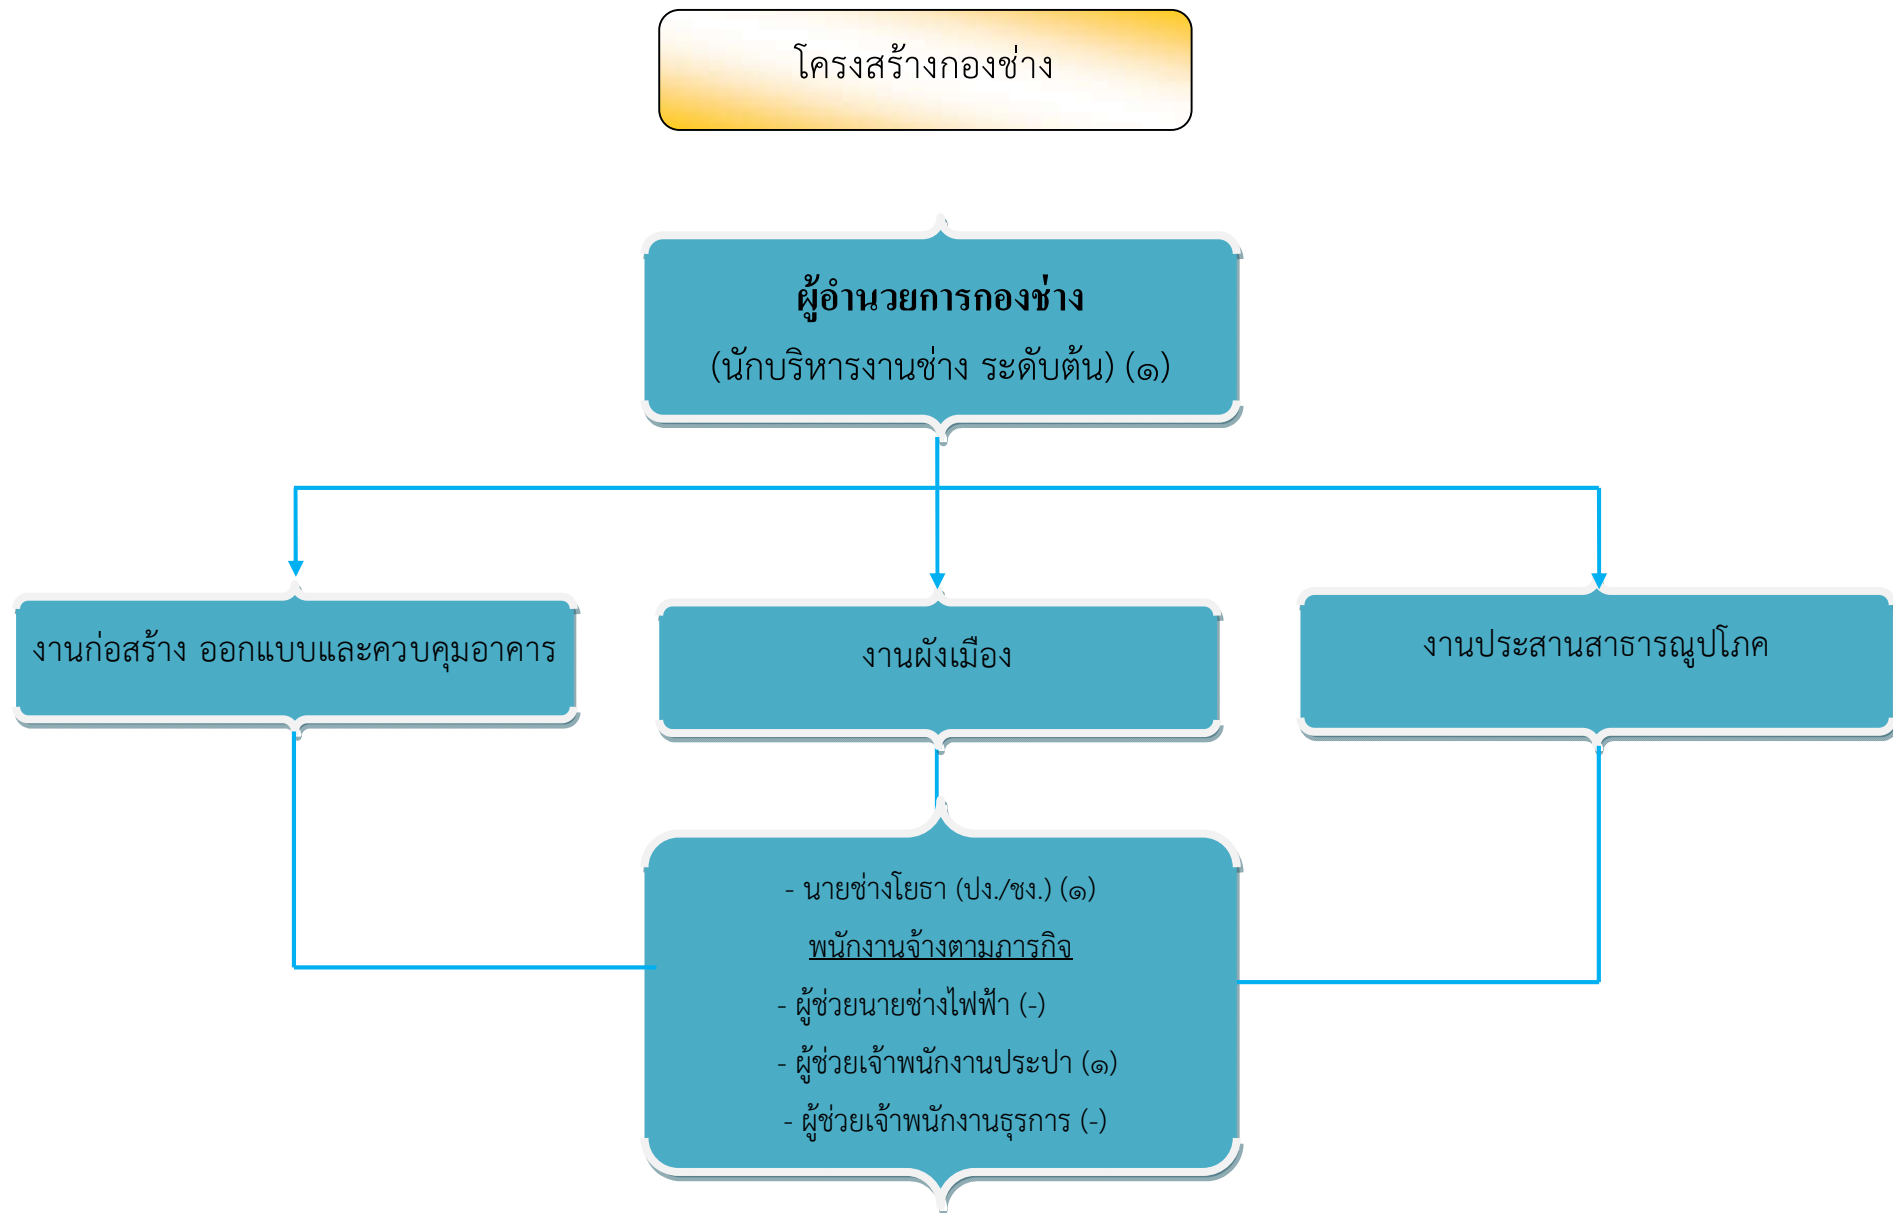 โครงสร้างกองช่าง
ผู้อำนวยการกองช่าง
(นักบริหารงานช่าง ระดับต้น) (๑)
งานก่อสร้าง ออกแบบและควบคุมอาคาร
งานผังเมือง
งานประสานสาธารณูปโภค
- นายช่างโยธา (ปง./ชง.) (๑)
พนักงานจ้างตามภารกิจ
- ผู้ช่วยนายช่างไฟฟ้า (-)
- ผู้ช่วยเจ้าพนักงานประปา (๑)
- ผู้ช่วยเจ้าพนักงานธุรการ (-)